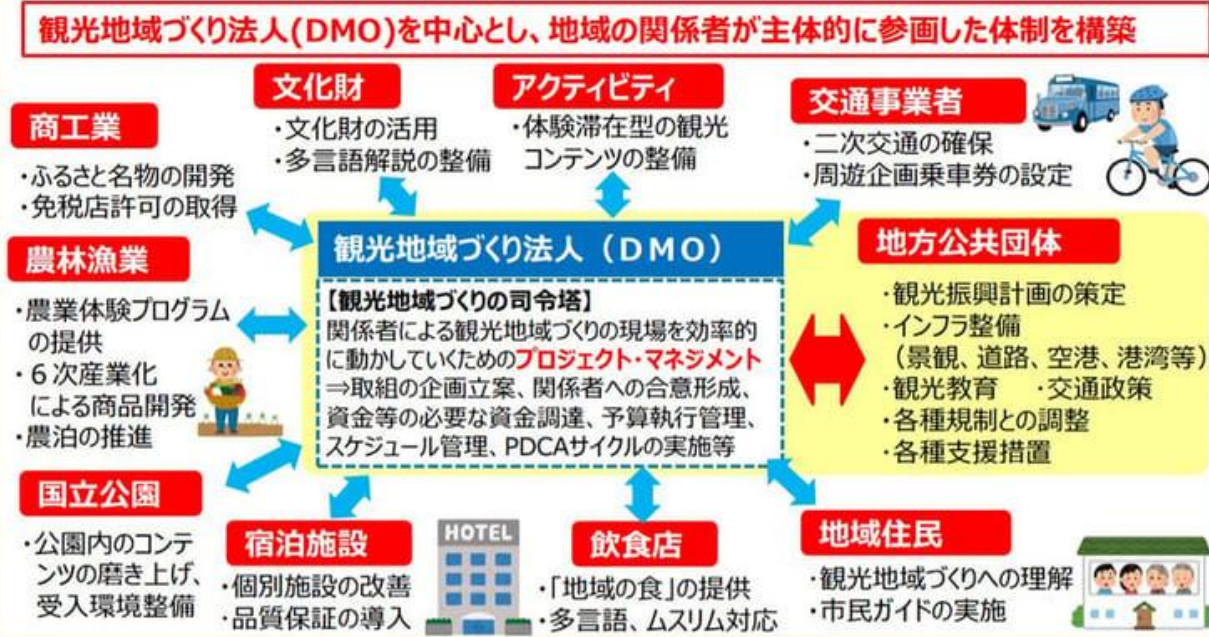 観光地域づくり法人(DMO)を中心とし、地域の関係者が主体的に参画した体制を構築
商工業
・ふるさと名物の開発
・免税店許可の取得
文化財
・文化財の活用
・多言語解説の整備
アクティビティ
・体験滞在型の観光
コンテンツの整備
交通事業者
・二次交通の確保
・周遊企画乗車券の設定
農林漁業
・農業体験プログラム
の提供
・6次産業化
による商品開発
・農泊の推進
観光地域づくり法人（DMO）
【観光地域づくりの司令塔】
関係者による観光地域づくりの現場を効率的
に動かしていくためのプロジェクト・マネジメント
⇒取組の企画立案、関係者への合意形成、
資金等の必要な資金調達、予算執行管理、
スケジュール管理、PDCAサイクルの実施等
地方公共団体
・観光振興計画の策定
・インフラ整備
（景観、道路、空港、港湾等）
・観光教育 ・交通政策
・各種規制との調整
・各種支援措置
国立公園
・公園内のコンテ
ンツの磨き上げ、
受入環境整備
宿泊施設
・個別施設の改善
・品質保証の導入
HOTEL
飲食店
・「地域の食」の提供
・多言語、ムスリム対応
地域住民
・観光地域づくりへの理解
・市民ガイドの実施